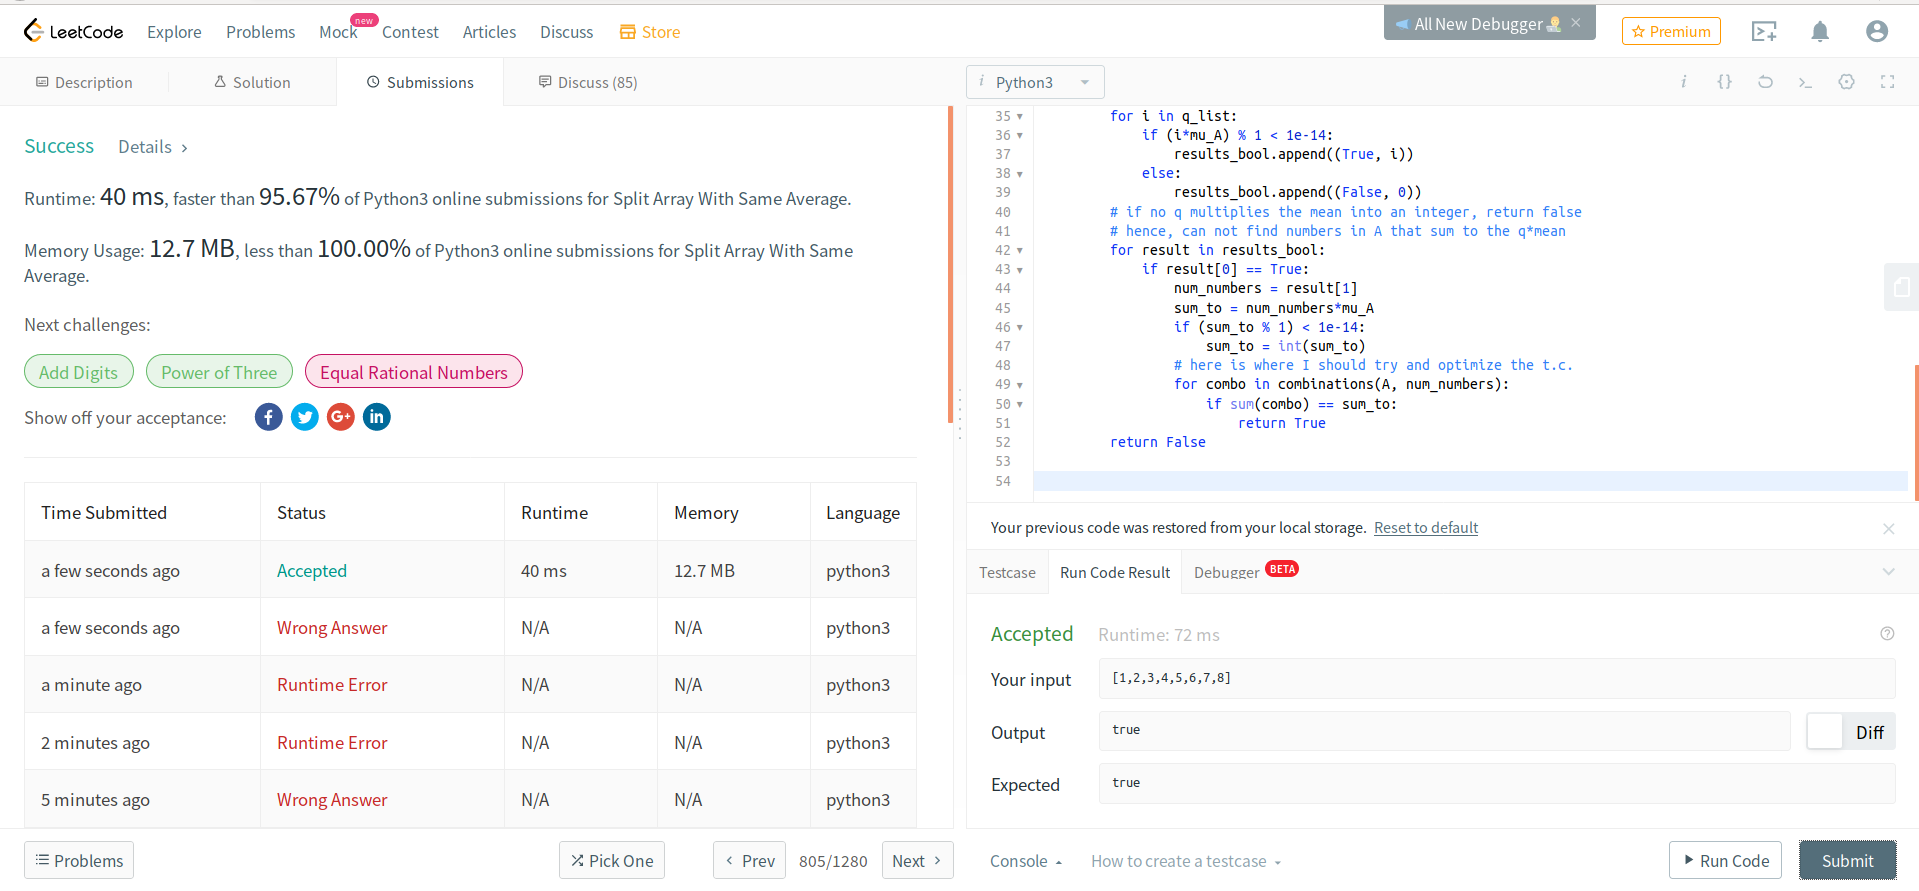 LeetCode Explore Problems Mock new Contest Articles Discuss Store All New Debugger × Premium
Description Solution Submissions Discuss (85)
Success Details >
Runtime: 40 ms, faster than 95.67% of Python3 online submissions for Split Array With Same Average.
Memory Usage: 12.7 MB, less than 100.00% of Python3 online submissions for Split Array With Same
Average.
Next challenges:
Add Digits Power of Three Equal Rational Numbers
Show off your acceptance: f G+ in
Time Submitted Status Runtime Memory Language
a few seconds ago Accepted 40 ms 12.7 MB python3
a few seconds ago Wrong Answer N/A N/A python3
a minute ago Runtime Error N/A N/A python3
2 minutes ago Runtime Error N/A N/A python3
5 minutes ago Wrong Answer N/A N/A python3
Problems Pick One < Prev 805/1280 Next >
i Python3 i {}
35 for i in q_list:
36 if (i*mu_A) % 1 < 1e-14:
37 results_bool.append((True, i))
38 else:
39 results_bool.append((False, 0))
40 # if no q multiplies the mean into an integer, return false
41 # hence, can not find numbers in A that sum to the q*mean
42 for result in results_bool:
43 if result[0] == True:
44 num_numbers = result[1]
45 sum_to = num_numbers*mu_A
46 if (sum_to % 1) < 1e-14:
47 sum_to = int(sum_to)
48 # here is where I should try and optimize the t.c.
49 for combo in combinations(A, num_numbers):
50 if sum(combo) == sum_to:
51 return True
52 return False
53
54
Your previous code was restored from your local storage. Reset to default
Testcase Run Code Result Debugger BETA
Accepted Runtime: 72 ms
Your input [1,2,3,4,5,6,7,8]
Output true Diff
Expected true
Console How to create a testcase Run Code Submit